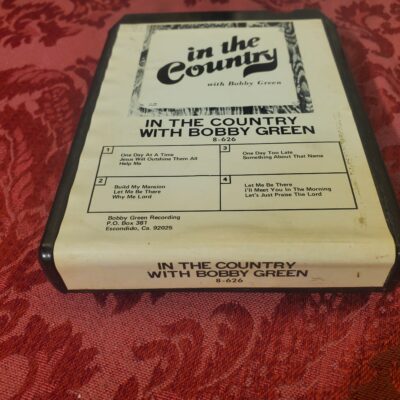 in the
Country
with Bobby Green
IN THE COUNTRY
WITH BOBBY GREEN
8-626
1
One Day At A Time
Jesus Will Outshine Them All
Help Me
3
One Day Too Late
Something About That Name
2
Build My Mansion
Let Me Be There
Why Me Lord
4
Let Me Be There
I'll Meet You In The Morning
Let's Just Praise The Lord
Bobby Green Recording
P.O. Box 381
Escondido, Ca. 92025
IN THE COUNTRY
WITH BOBBY GREEN
8-626